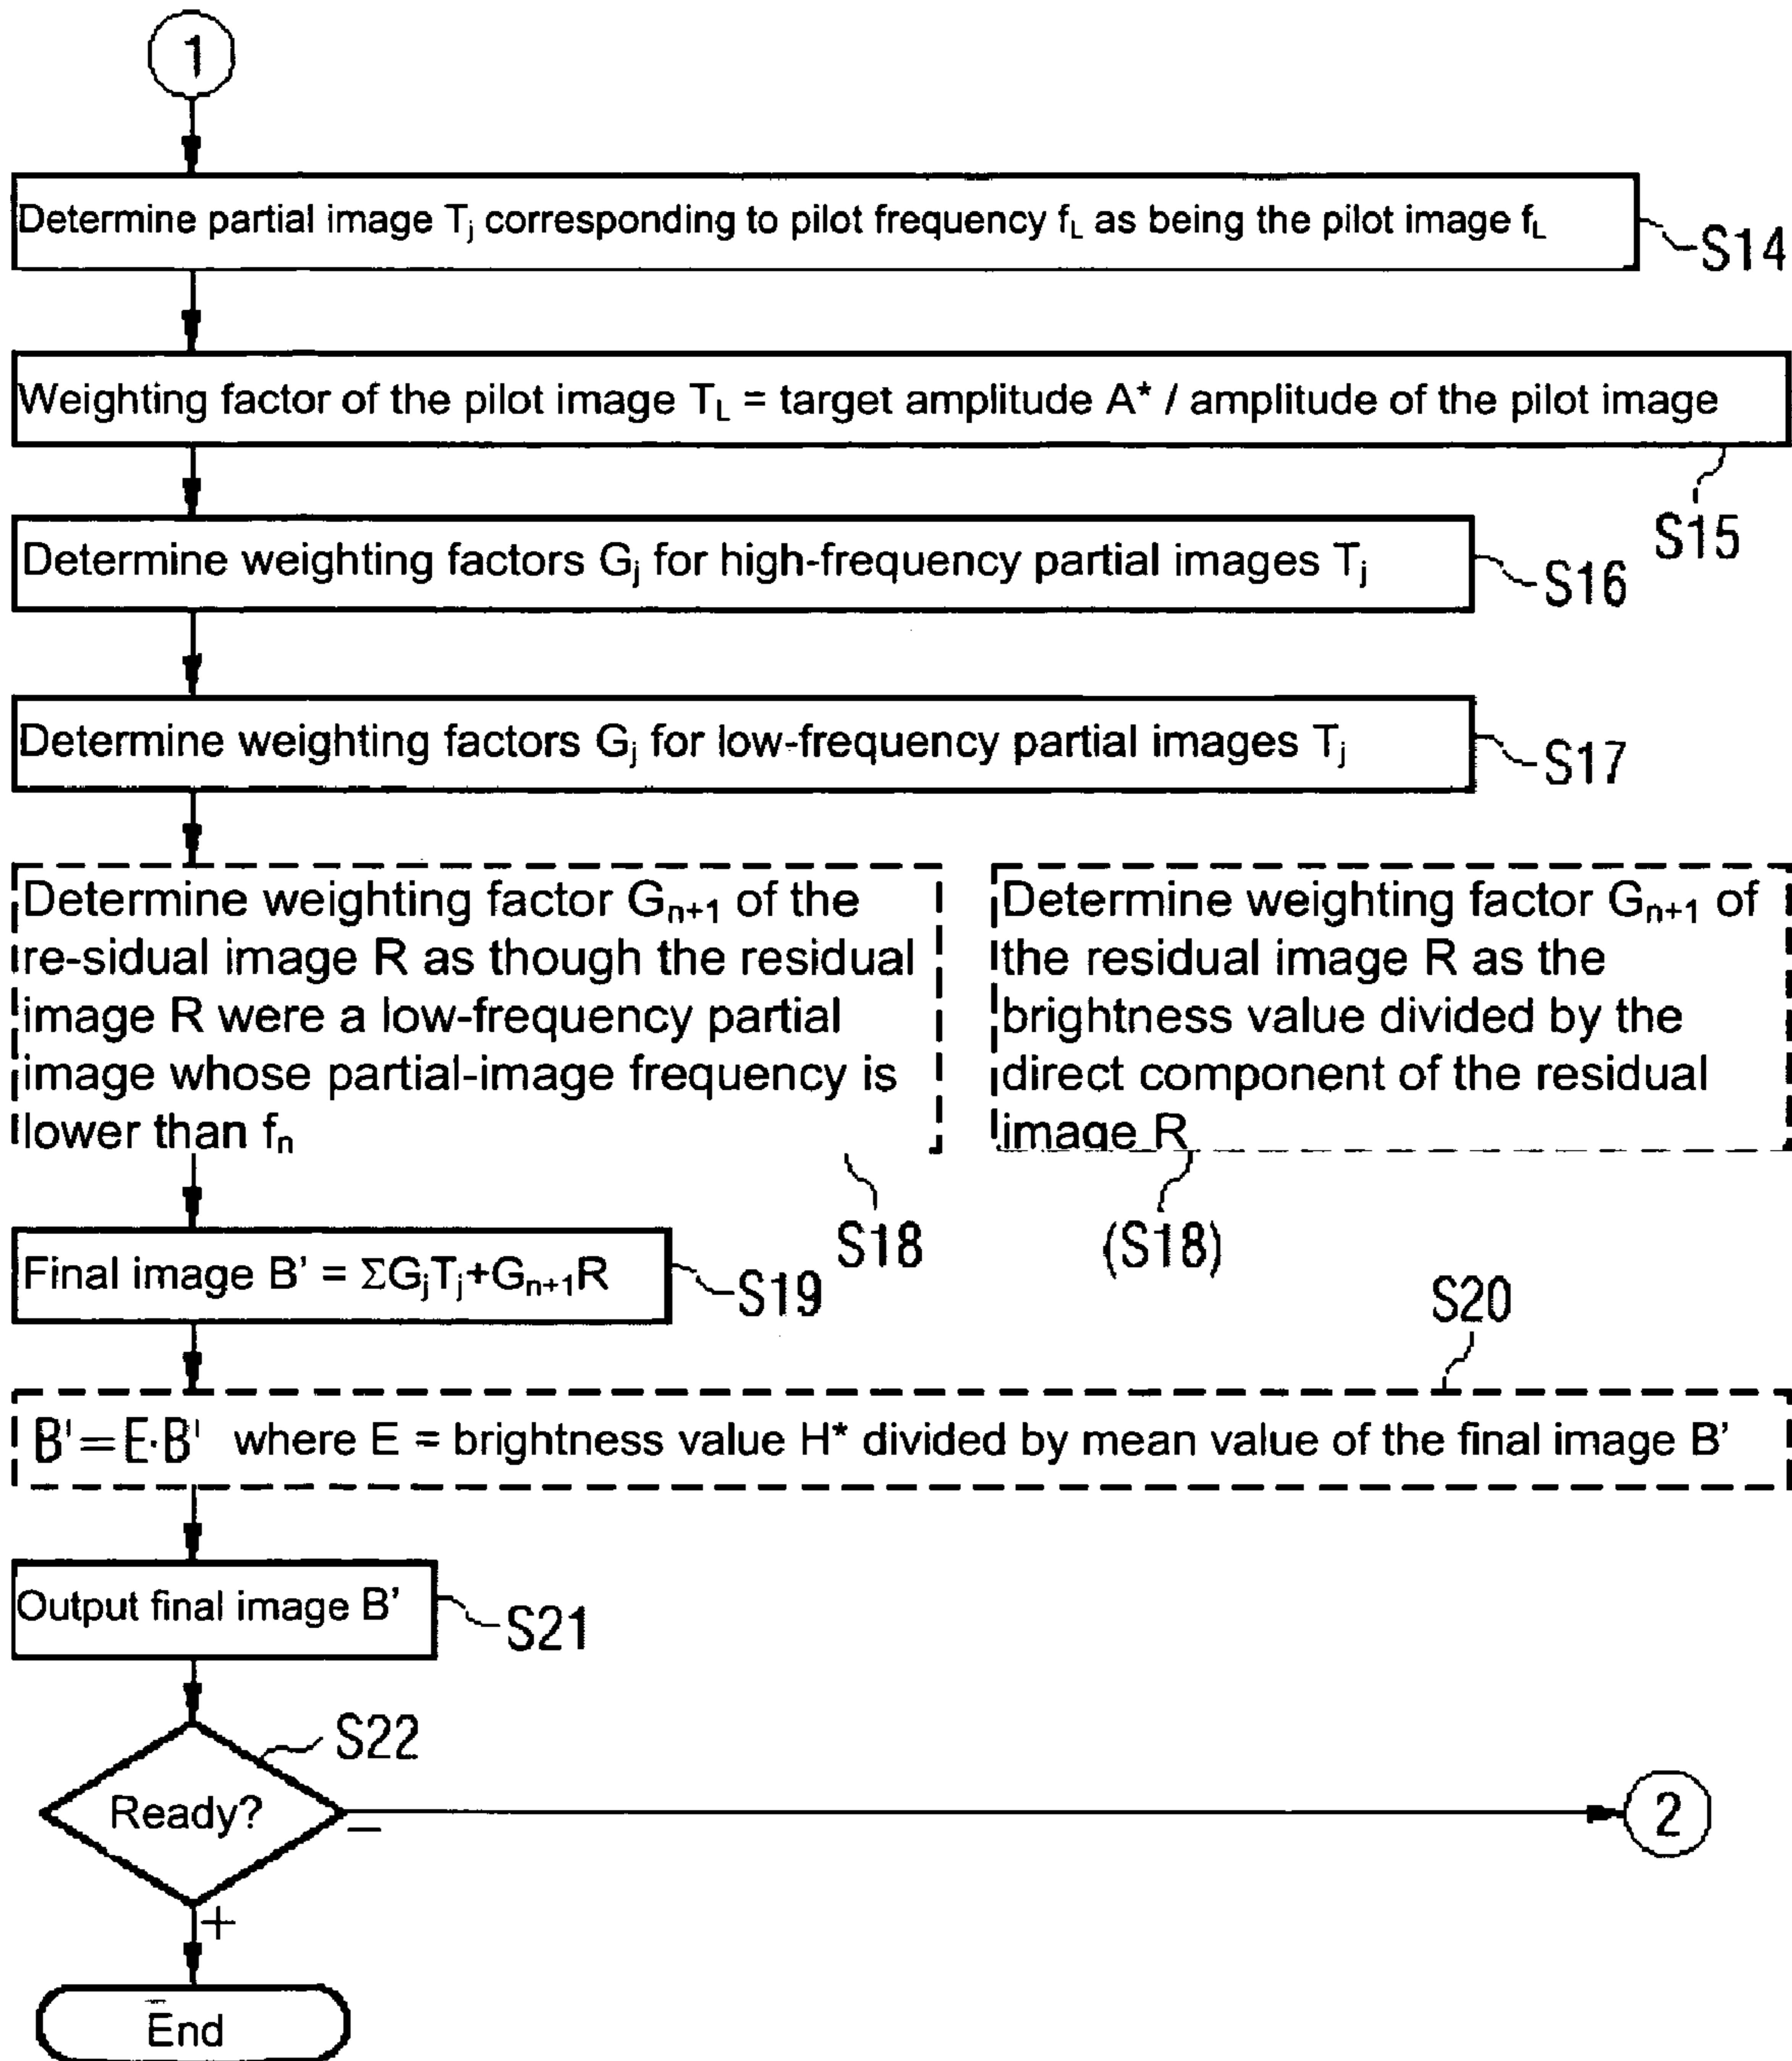 1
Determine partial image Tj corresponding to pilot frequency fL as being the pilot image fL
S14
Weighting factor of the pilot image TL = target amplitude A* / amplitude of the pilot image
S15
Determine weighting factors Gj for high-frequency partial images Tj
S16
Determine weighting factors Gj for low-frequency partial images Tj
S17
Determine weighting factor Gn+1 of the
re-sidual image R as though the residual
image R were a low-frequency partial
image whose partial-image frequency is
lower than fn
S18
Determine weighting factor Gn+1 of
the residual image R as the
brightness value divided by the
direct component of the residual
image R
(S18)
Final image B' = ΣGjTj+Gn+1R
S19
S20
B'=E·B' where E = brightness value H* divided by mean value of the final image B'
Output final image B'
S21
S22
Ready?
−
2
+
End